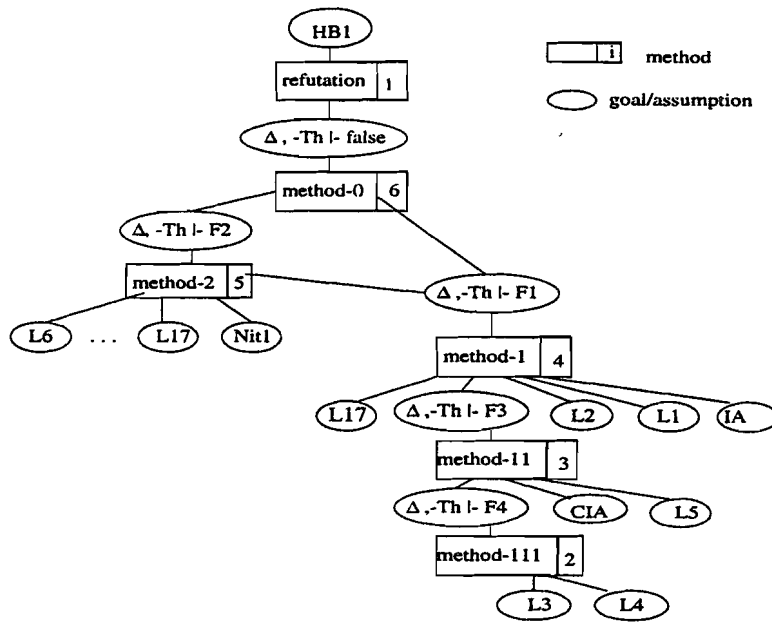 HB1
i method
refutation 1
goal/assumption
Δ, -Th |- false
method-0 6
Δ, -Th |- F2
method-2 5
Δ ,-Th |- F1
L6 ... L17 Nit1
method-1 4
L17 Δ,-Th |- F3 L2 L1 IA
method-11 3
Δ ,-Th |- F4 CIA L5
method-111 2
L3 L4